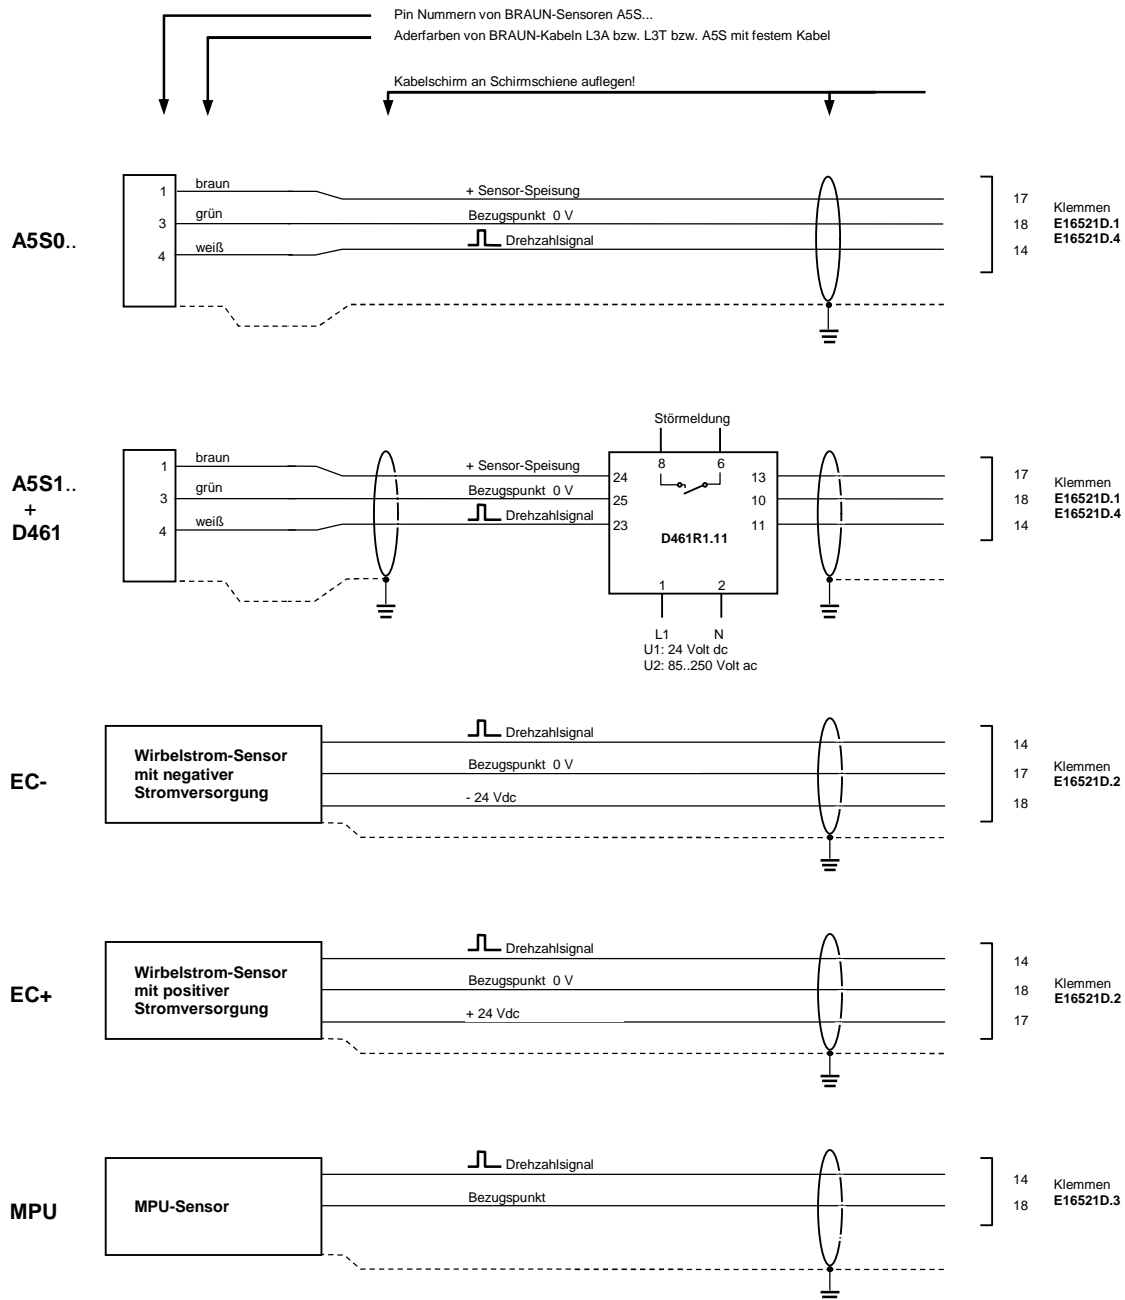 Pin Nummern von BRAUN-Sensoren A5S...
Aderfarben von BRAUN-Kabeln L3A bzw. L3T bzw. A5S mit festem Kabel
Kabelschirm an Schirmschiene auflegen!
A5S0..
1 braun + Sensor-Speisung 17
3 grün Bezugspunkt 0 V 18
4 weiß Drehzahlsignal 14
Klemmen
E16521D.1
E16521D.4
A5S1..
+
D461
1 braun + Sensor-Speisung 24
3 grün Bezugspunkt 0 V 25
4 weiß Drehzahlsignal 23
Störmeldung
8 6
D461R1.11
1 2
L1 N
U1: 24 Volt dc
U2: 85..250 Volt ac
13 17
10 18
11 14
Klemmen
E16521D.1
E16521D.4
EC-
Wirbelstrom-Sensor
mit negativer
Stromversorgung
Drehzahlsignal 14
Bezugspunkt 0 V 17
- 24 Vdc 18
Klemmen
E16521D.2
EC+
Wirbelstrom-Sensor
mit positiver
Stromversorgung
Drehzahlsignal 14
Bezugspunkt 0 V 18
+ 24 Vdc 17
Klemmen
E16521D.2
MPU
MPU-Sensor
Drehzahlsignal 14
Bezugspunkt 18
Klemmen
E16521D.3